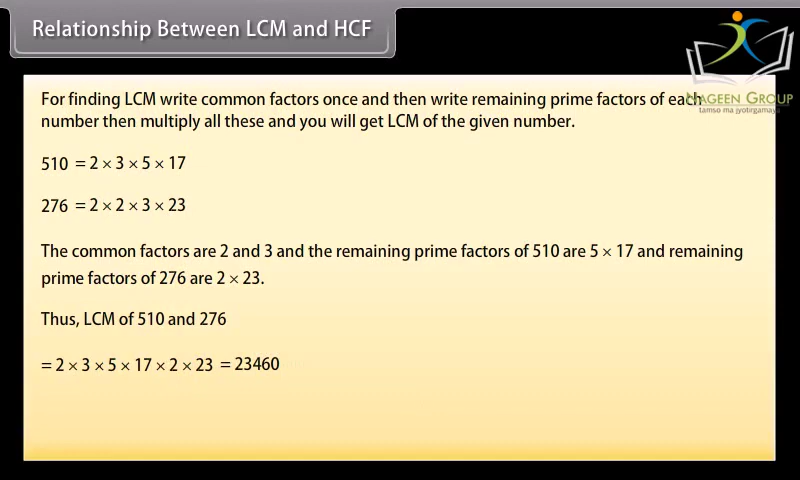 Relationship Between LCM and HCF
NAGEEN GROUP
tamso ma jyotirgamaya
For finding LCM write common factors once and then write remaining prime factors of each
number then multiply all these and you will get LCM of the given number.
510 = 2 × 3 × 5 × 17
276 = 2 × 2 × 3 × 23
The common factors are 2 and 3 and the remaining prime factors of 510 are 5 × 17 and remaining
prime factors of 276 are 2 × 23.
Thus, LCM of 510 and 276
= 2 × 3 × 5 × 17 × 2 × 23 = 23460